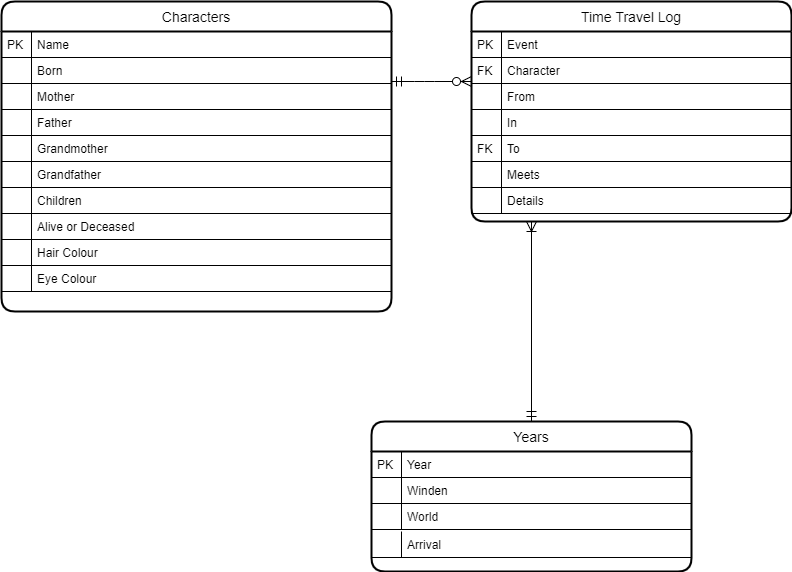 Characters
PK Name
Born
Mother
Father
Grandmother
Grandfather
Children
Alive or Deceased
Hair Colour
Eye Colour
Time Travel Log
PK Event
FK Character
From
In
FK To
Meets
Details
Years
PK Year
Winden
World
Arrival